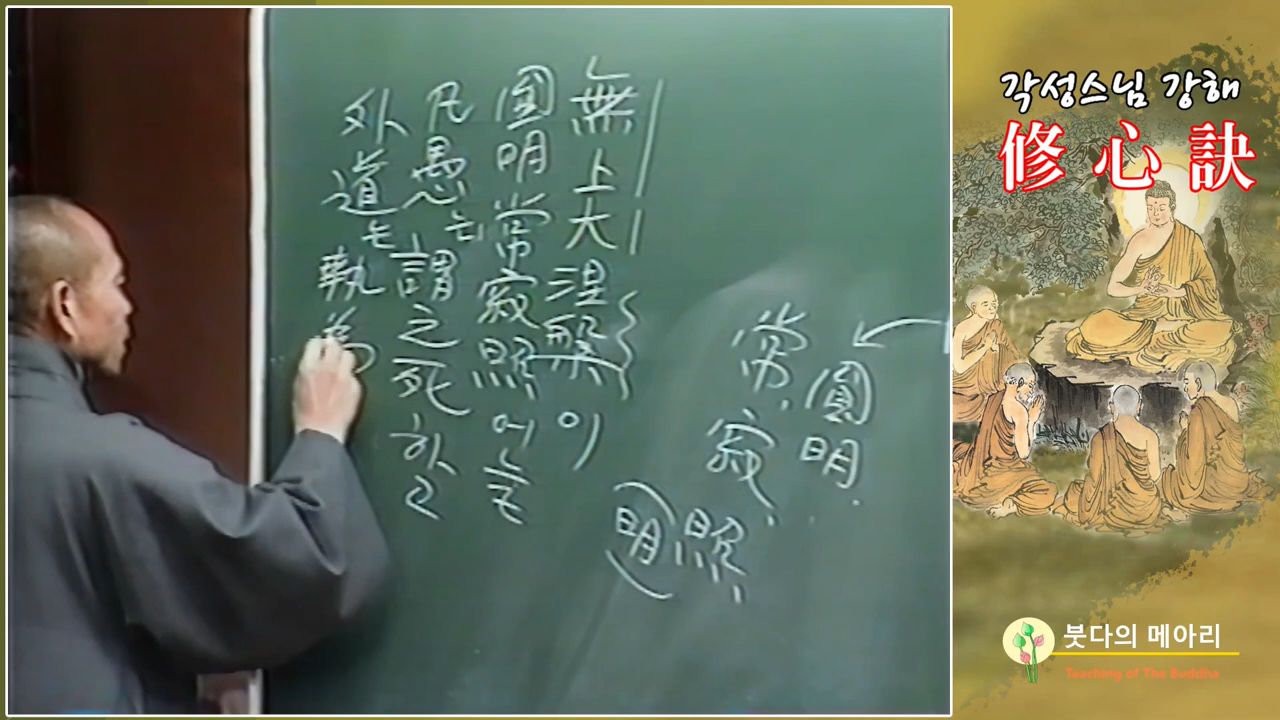 각성스님 강해
修心訣
無上大涅槃이
圓明常寂照어늘
凡愚는謂之死하고
外道는執爲
圓明
常寂照
(明)
붓다의 메아리
Teaching of The Buddha